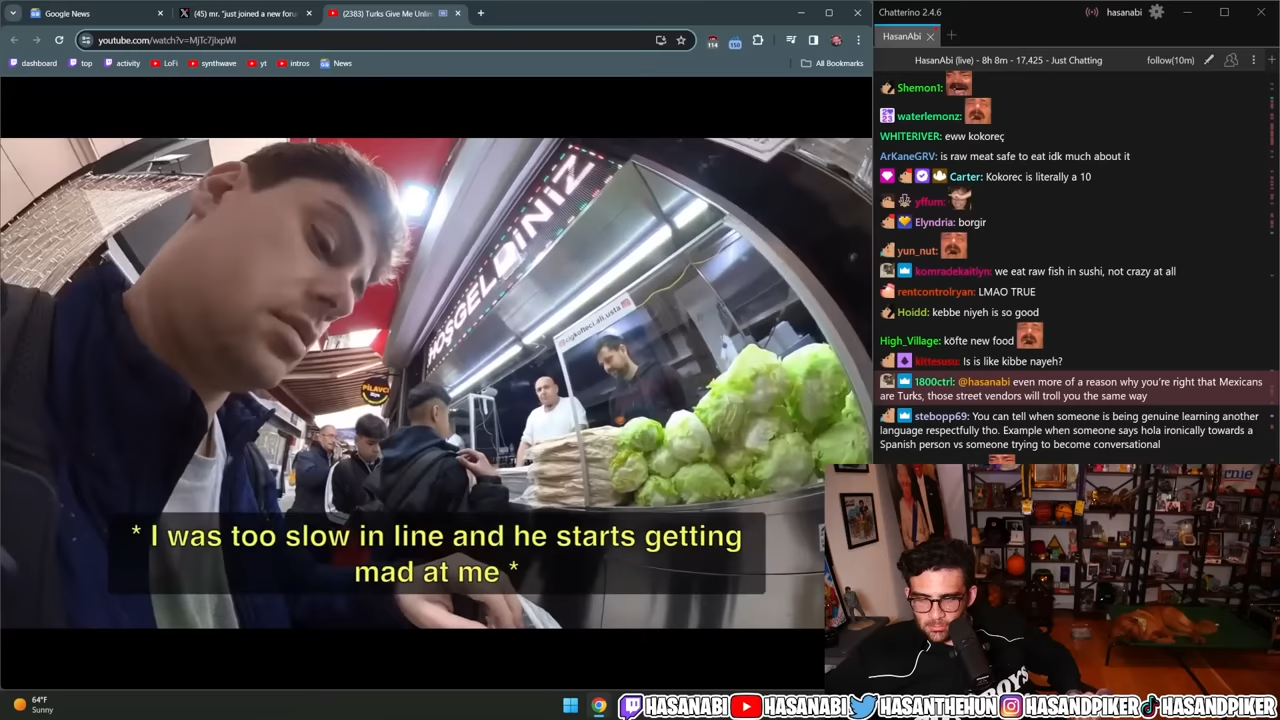 Google News
(45) mr. "just joined a new foru
(2383) Turks Give Me Unlim
youtube.com/watch?v=MjTc7jIxpWI
114
150
dashboard
top
activity
LoFi
synthwave
yt
intros
News
All Bookmarks
HOŞGELDİNİZ
PİLAVCI
* I was too slow in line and he starts getting
mad at me *
Chatterino 2.4.6
hasanabi
HasanAbi
HasanAbi (live) - 8h 8m - 17,425 - Just Chatting
follow(10m)
Shemon1:
waterlemonz:
WHITERIVER: eww kokoreç
ArKaneGRV: is raw meat safe to eat idk much about it
Carter: Kokorec is literally a 10
yffum:
Elyndria: borgir
yun_nut:
komradekaitlyn: we eat raw fish in sushi, not crazy at all
rentcontrolryan: LMAO TRUE
Hoidd: kebbe niyeh is so good
High_Village: köfte new food
kittesusu: Is is like kibbe nayeh?
1800ctrl: @hasanabi even more of a reason why you're right that Mexicans
are Turks, those street vendors will troll you the same way
stebopp69: You can tell when someone is being genuine learning another
language respectfully tho. Example when someone says hola ironically towards a
Spanish person vs someone trying to become conversational
64°F
Sunny
HASANABI
HASANABI
HASANTHEHUN
HASANDPIKER
HASANDPIKER